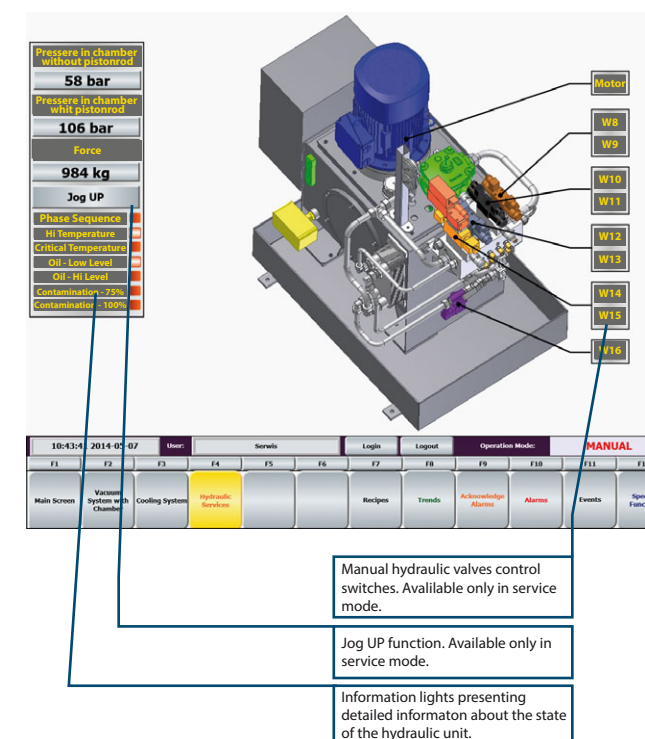 Pressere in chamber
without pistonrod
58 bar
Pressere in chamber
whit pistonrod
106 bar
Force
984 kg
Jog UP
Phase Sequence
Hi Temperature
Critical Temperature
Oil - Low Level
Oil - Hi Level
Contamination - 75%
Contamination - 100%
Motor
W8
W9
W10
W11
W12
W13
W14
W15
W16
2014-05-07 User: Serwis Login Logout Operation Mode: MANUAL
F1 F2 F3 F4 F5 F6 F7 F8 F9 F10 F11
Main Screen
Vacuum
System with
Chamber
Cooling System
Hydraulic
Services
Recipes
Trends
Acknowledge
Alarms
Alarms
Events
Manual hydraulic valves control
switches. Avalilable only in service
mode.
Jog UP function. Available only in
service mode.
Information lights presenting
detailed informaton about the state
of the hydraulic unit.